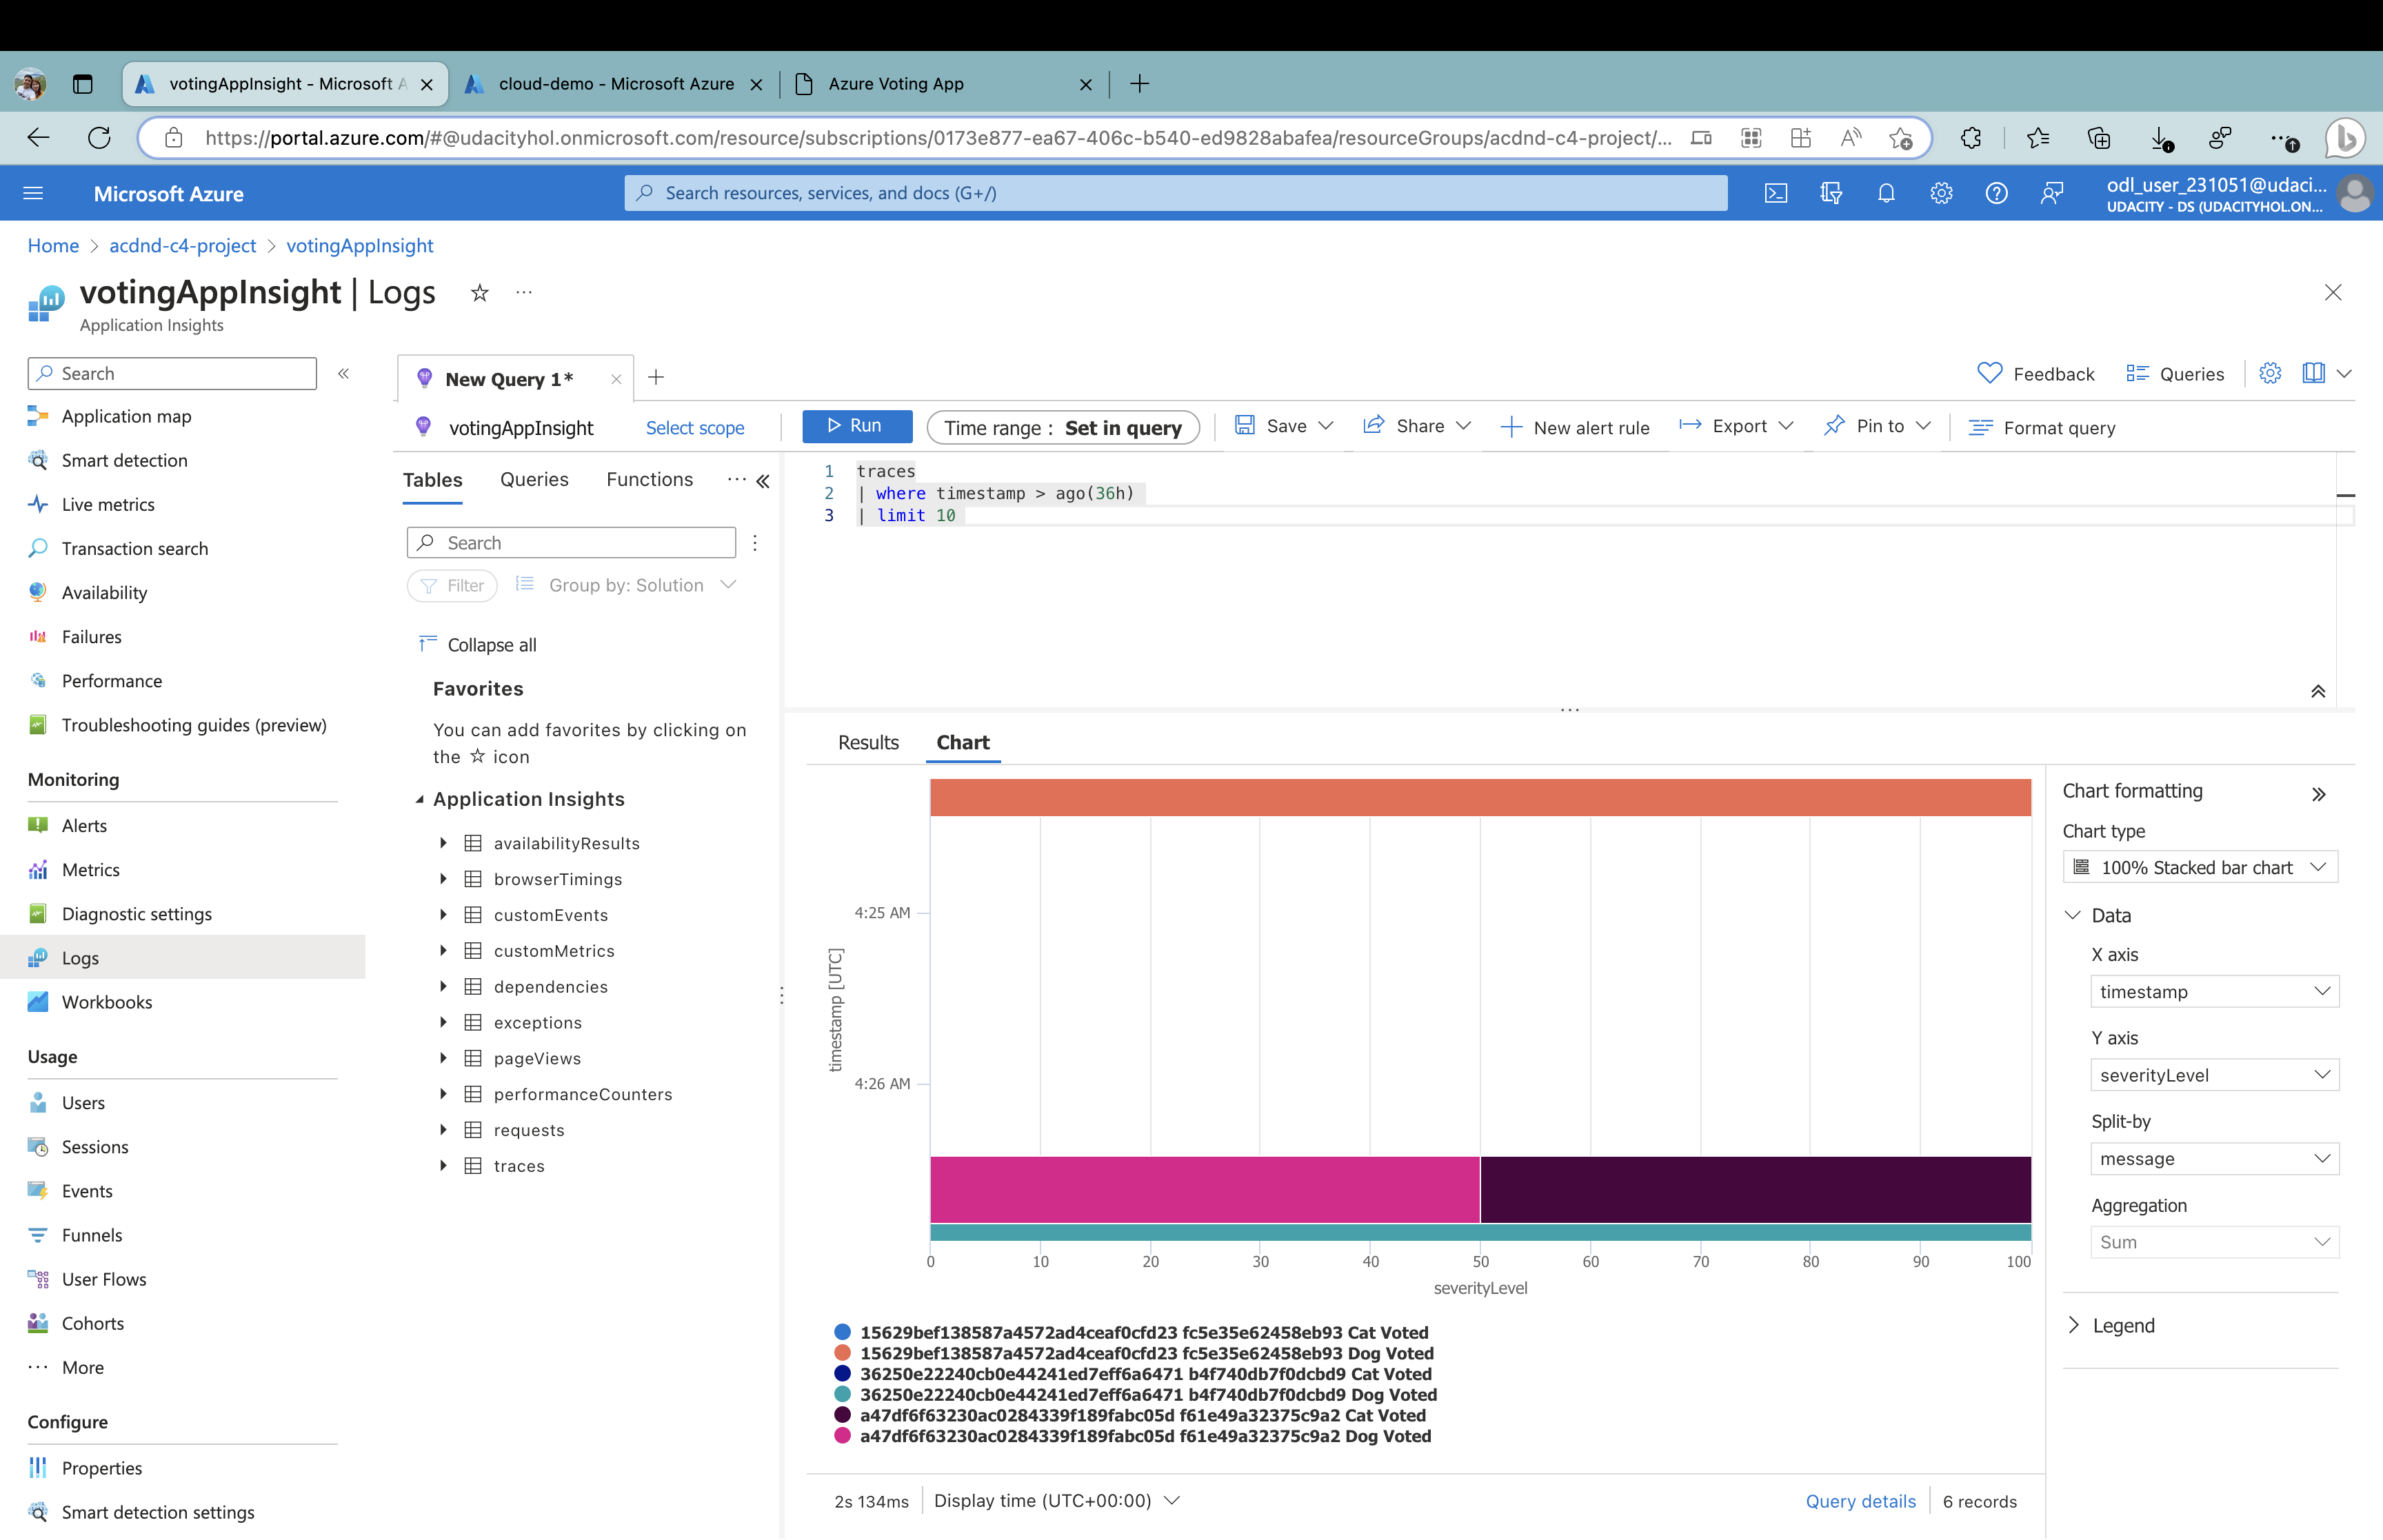 votingAppInsight - Microsoft A
cloud-demo - Microsoft Azure
Azure Voting App
https://portal.azure.com/#@udacityhol.onmicrosoft.com/resource/subscriptions/0173e877-ea67-406c-b540-ed9828abafea/resourceGroups/acdnd-c4-project/...
Microsoft Azure
Search resources, services, and docs (G+/)
odl_user_231051@udaci...
UDACITY - DS (UDACITYHOL.ON...
Home > acdnd-c4-project > votingAppInsight
votingAppInsight | Logs
Application Insights
Search
Application map
Smart detection
Live metrics
Transaction search
Availability
Failures
Performance
Troubleshooting guides (preview)
Monitoring
Alerts
Metrics
Diagnostic settings
Logs
Workbooks
Usage
Users
Sessions
Events
Funnels
User Flows
Cohorts
More
Configure
Properties
Smart detection settings
New Query 1*
Feedback
Queries
votingAppInsight
Select scope
Run
Time range : Set in query
Save
Share
New alert rule
Export
Pin to
Format query
Tables
Queries
Functions
Search
Filter
Group by: Solution
Collapse all
Favorites
You can add favorites by clicking on
the ☆ icon
Application Insights
availabilityResults
browserTimings
customEvents
customMetrics
dependencies
exceptions
pageViews
performanceCounters
requests
traces
1 traces
2 | where timestamp > ago(36h)
3 | limit 10
Results
Chart
4:25 AM
4:26 AM
timestamp [UTC]
0 10 20 30 40 50 60 70 80 90 100
severityLevel
15629bef138587a4572ad4ceaf0cfd23 fc5e35e62458eb93 Cat Voted
15629bef138587a4572ad4ceaf0cfd23 fc5e35e62458eb93 Dog Voted
36250e22240cb0e44241ed7eff6a6471 b4f740db7f0dcbd9 Cat Voted
36250e22240cb0e44241ed7eff6a6471 b4f740db7f0dcbd9 Dog Voted
a47df6f63230ac0284339f189fabc05d f61e49a32375c9a2 Cat Voted
a47df6f63230ac0284339f189fabc05d f61e49a32375c9a2 Dog Voted
2s 134ms
Display time (UTC+00:00)
Query details
6 records
Chart formatting
Chart type
100% Stacked bar chart
Data
X axis
timestamp
Y axis
severityLevel
Split-by
message
Aggregation
Sum
Legend